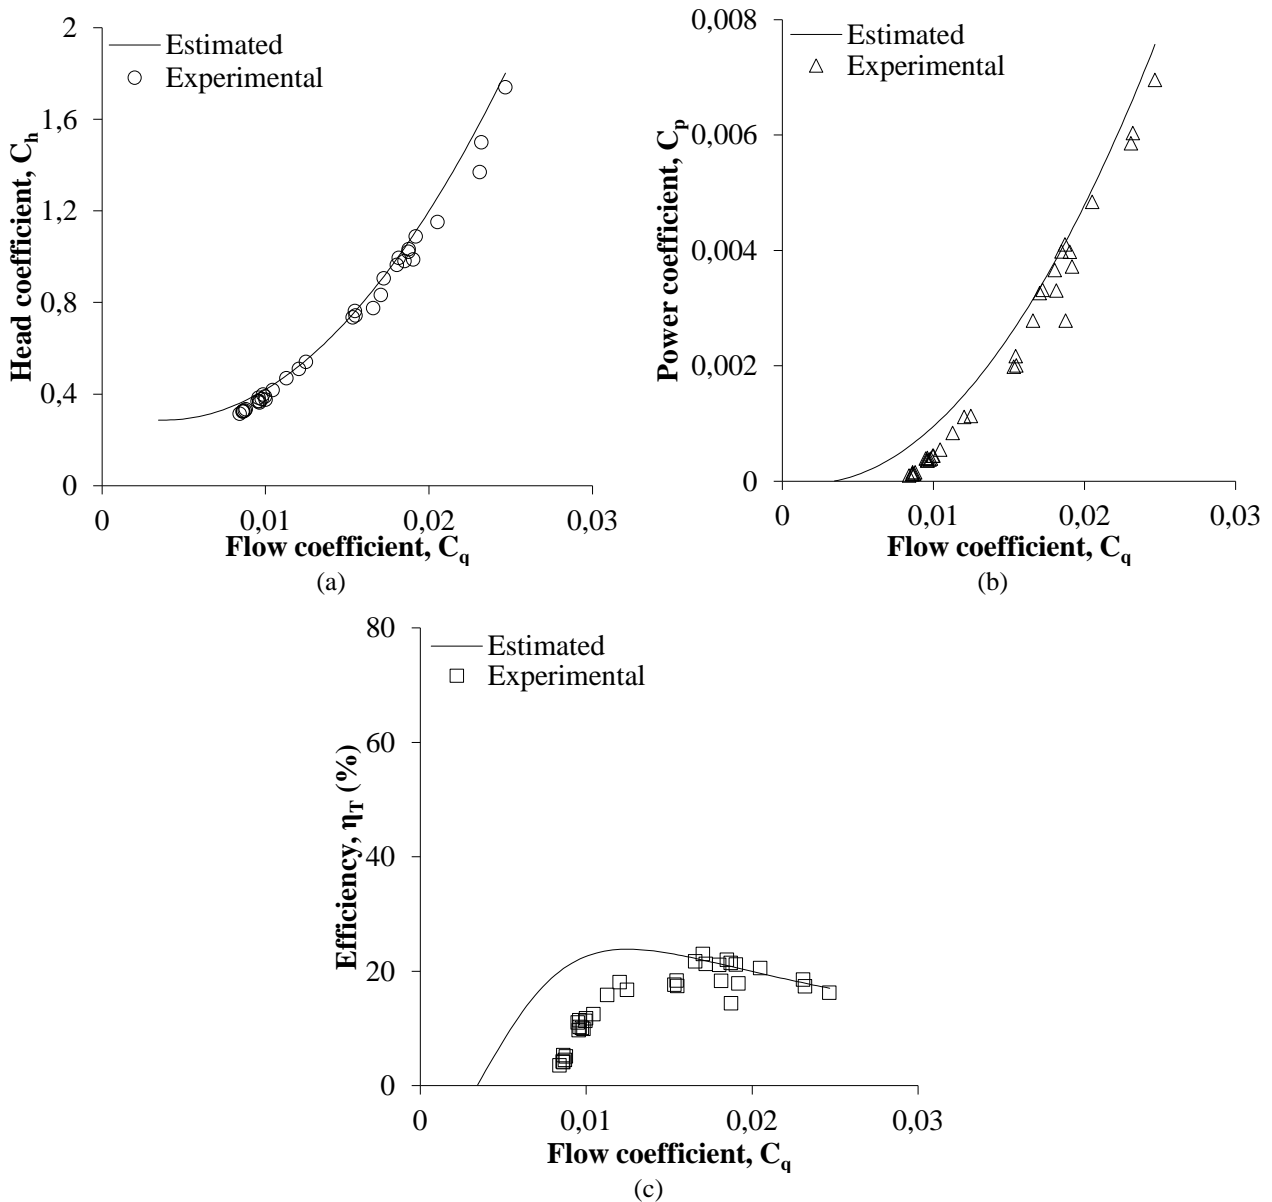 2
1,6
1,2
0,8
0,4
0
0
0,01
0,02
0,03
Head coefficient, Ch
Flow coefficient, Cq
Estimated
Experimental
(a)
0,008
0,006
0,004
0,002
0
0
0,01
0,02
0,03
Power coefficient, Cp
Flow coefficient, Cq
Estimated
Experimental
(b)
80
60
40
20
0
0
0,01
0,02
0,03
Efficiency, ηT (%)
Flow coefficient, Cq
Estimated
Experimental
(c)